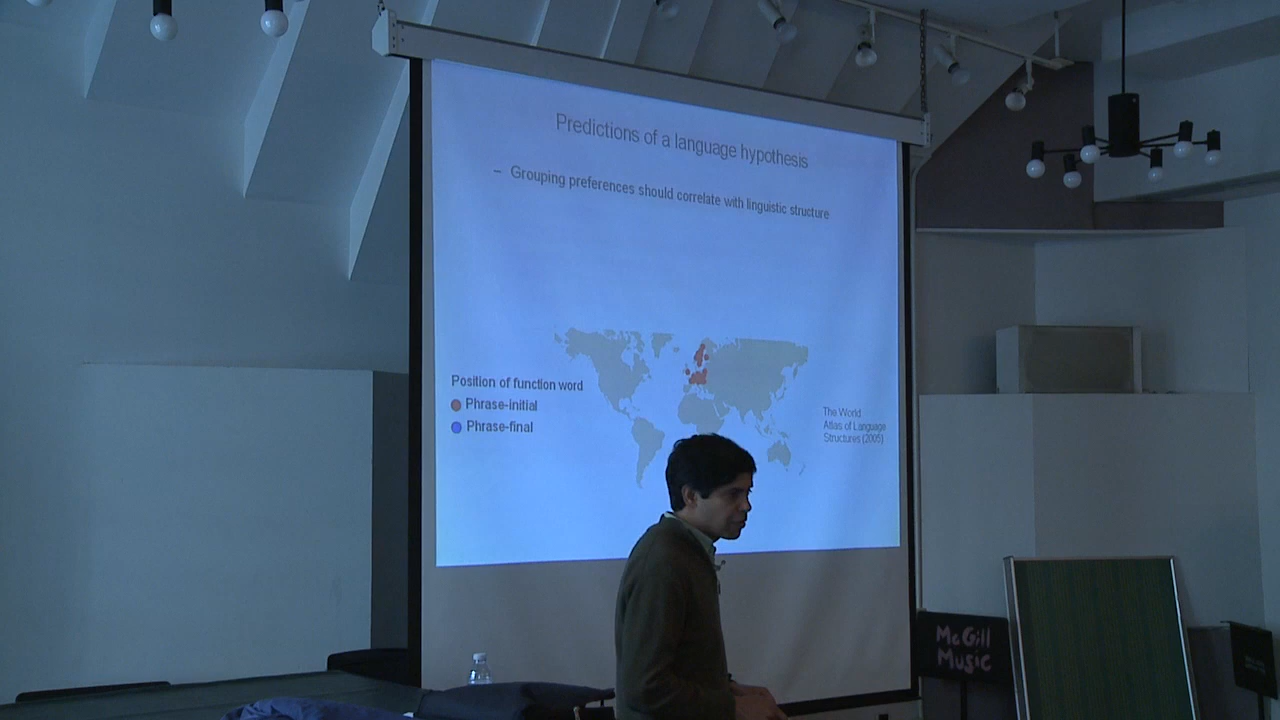 Predictions of a language hypothesis
– Grouping preferences should correlate with linguistic structure
Position of function word
Phrase-initial
Phrase-final
The World
Atlas of Language
Structures (2005)
McGill
Music